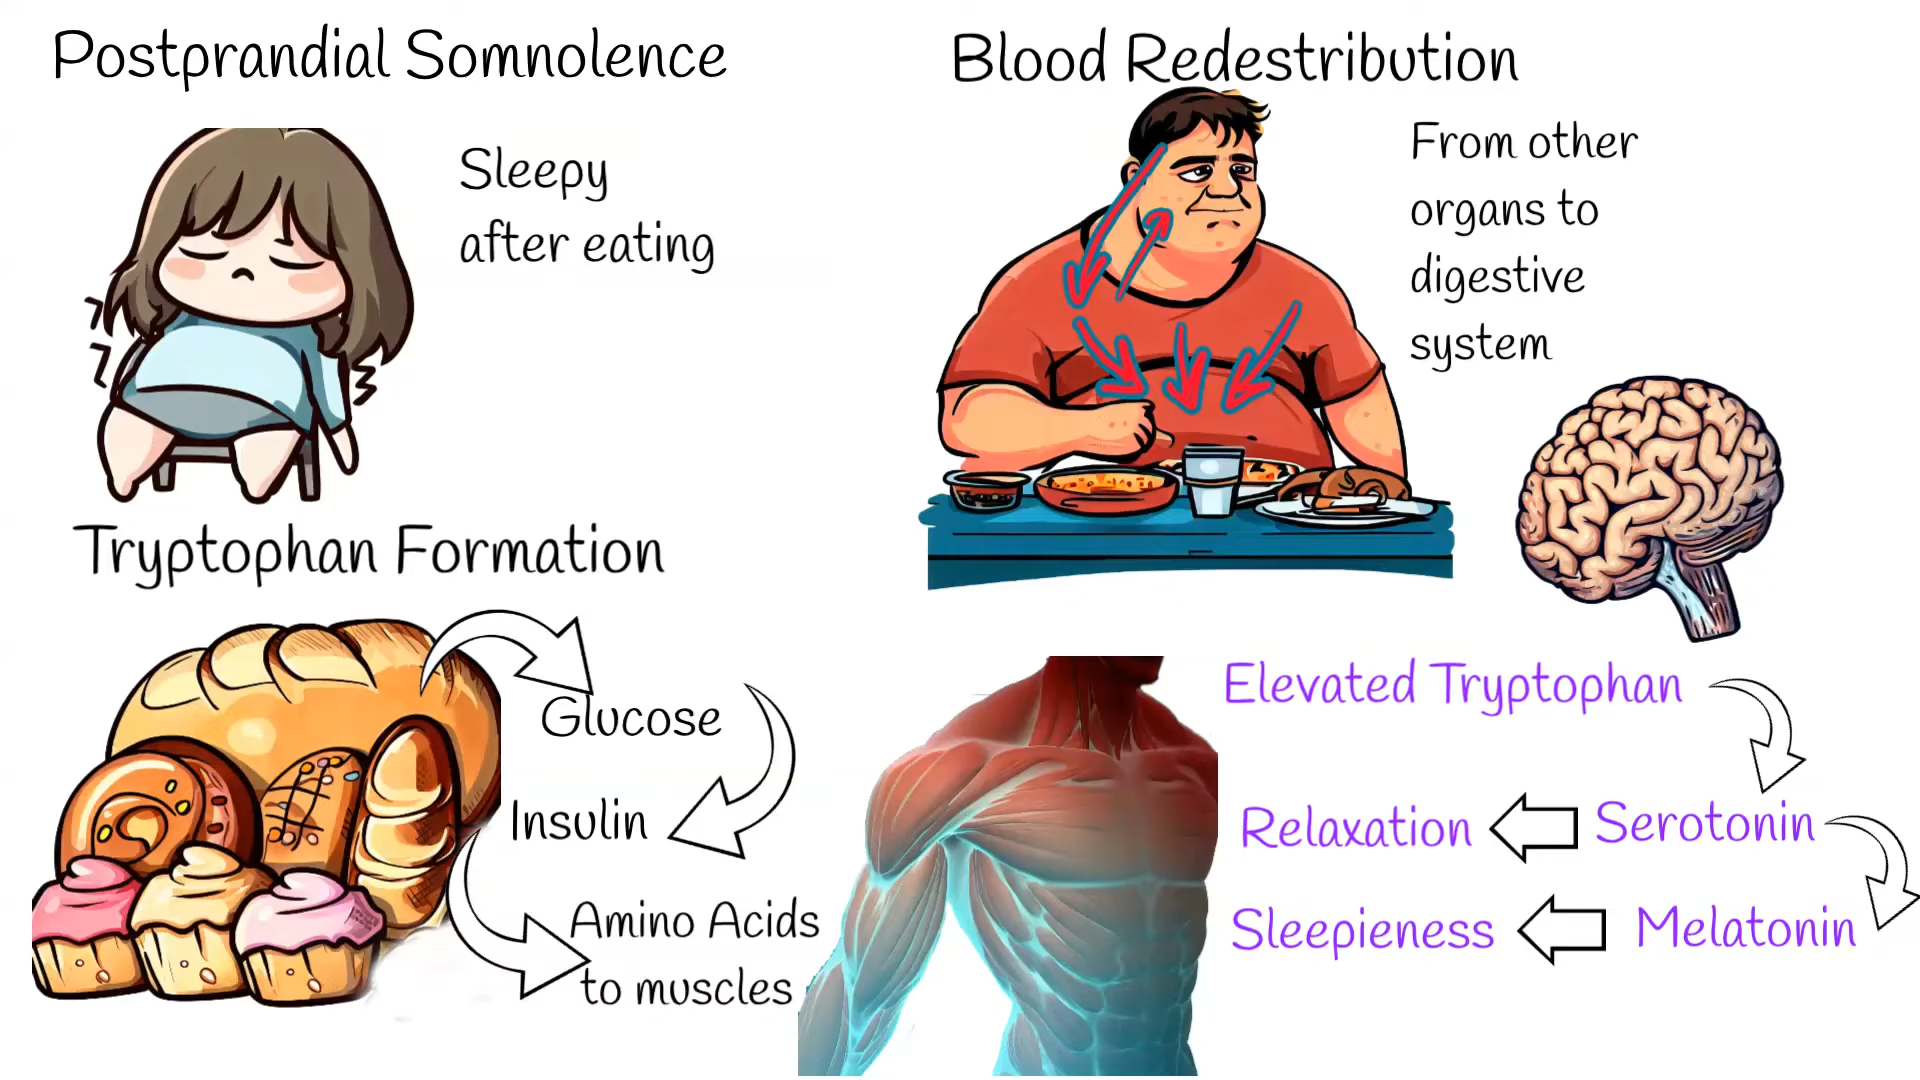 Postprandial Somnolence
Sleepy
after eating
Blood Redestribution
From other
organs to
digestive
system
Tryptophan Formation
Glucose
Insulin
Amino Acids
to muscles
Elevated Tryptophan
Relaxation
Serotonin
Sleepieness
Melatonin